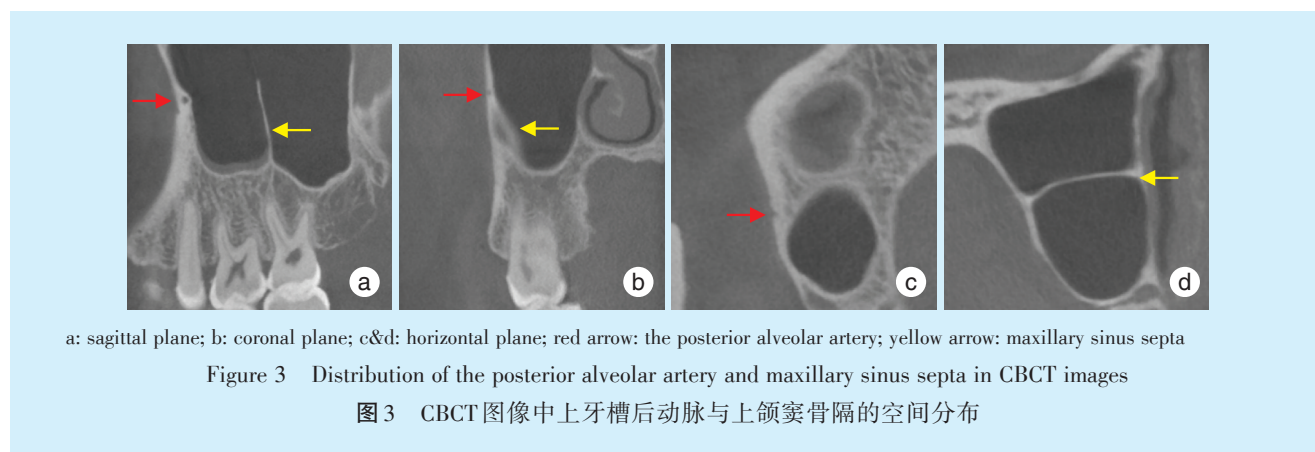 a
b
c
d
a: sagittal plane; b: coronal plane; c&d: horizontal plane; red arrow: the posterior alveolar artery; yellow arrow: maxillary sinus septa
Figure 3 Distribution of the posterior alveolar artery and maxillary sinus septa in CBCT images
图3 CBCT图像中上牙槽后动脉与上颌窦骨隔的空间分布